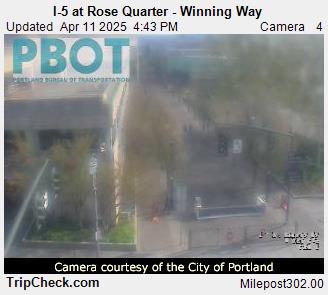 I-5 at Rose Quarter - Winning Way
Updated Apr 11 2025 4:43 PM Camera 4
PBOT
PORTLAND BUREAU OF TRANSPORTATION
Camera courtesy of the City of Portland
TripCheck.com Milepost302.00